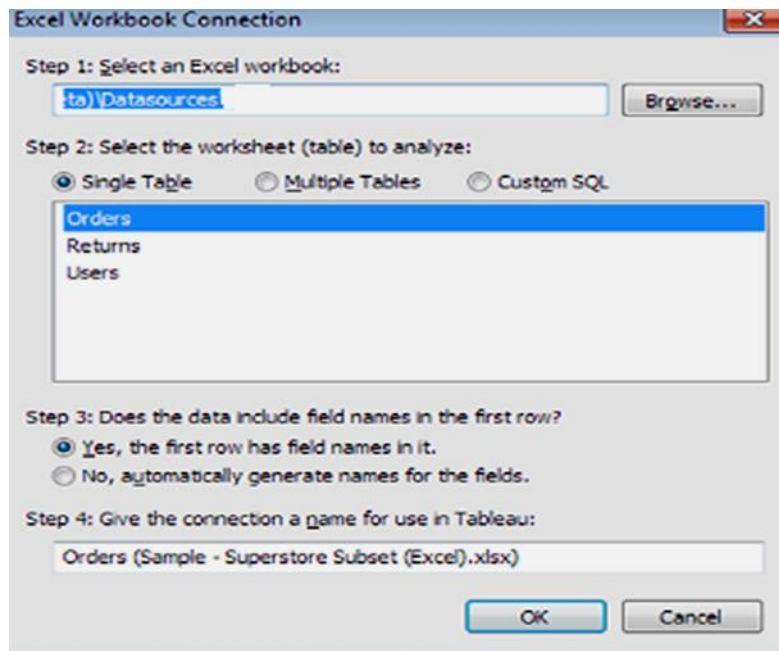 Excel Workbook Connection
Step 1: Select an Excel workbook:
ta)\Datasources\
Browse...
Step 2: Select the worksheet (table) to analyze:
Single Table Multiple Tables Custom SQL
Orders
Returns
Users
Step 3: Does the data include field names in the first row?
Yes, the first row has field names in it.
No, automatically generate names for the fields.
Step 4: Give the connection a name for use in Tableau:
Orders (Sample - Superstore Subset (Excel).xlsx)
OK Cancel